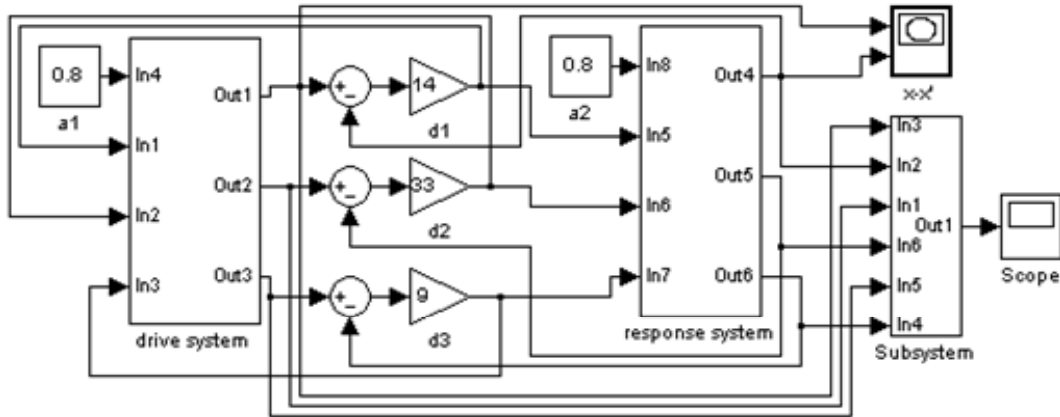 0.8
a1
In4
In1
In2
In3
Out1
Out2
Out3
drive system
+
-
14
d1
+
-
33
d2
+
-
9
d3
0.8
a2
In8
In5
In6
In7
Out4
Out5
Out6
response system
x-x'
In3
In2
In1
In6
In5
In4
Out1
Subsystem
Scope